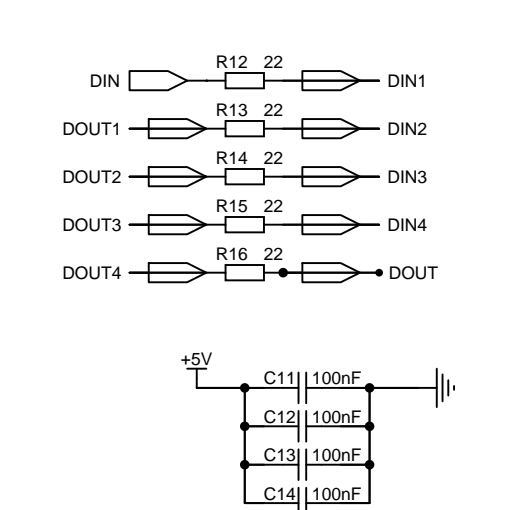 R12 22
DIN DIN1
R13 22
DOUT1 DIN2
R14 22
DOUT2 DIN3
R15 22
DOUT3 DIN4
R16 22
DOUT4 DOUT
+5V
C11 100nF
C12 100nF
C13 100nF
C14 100nF